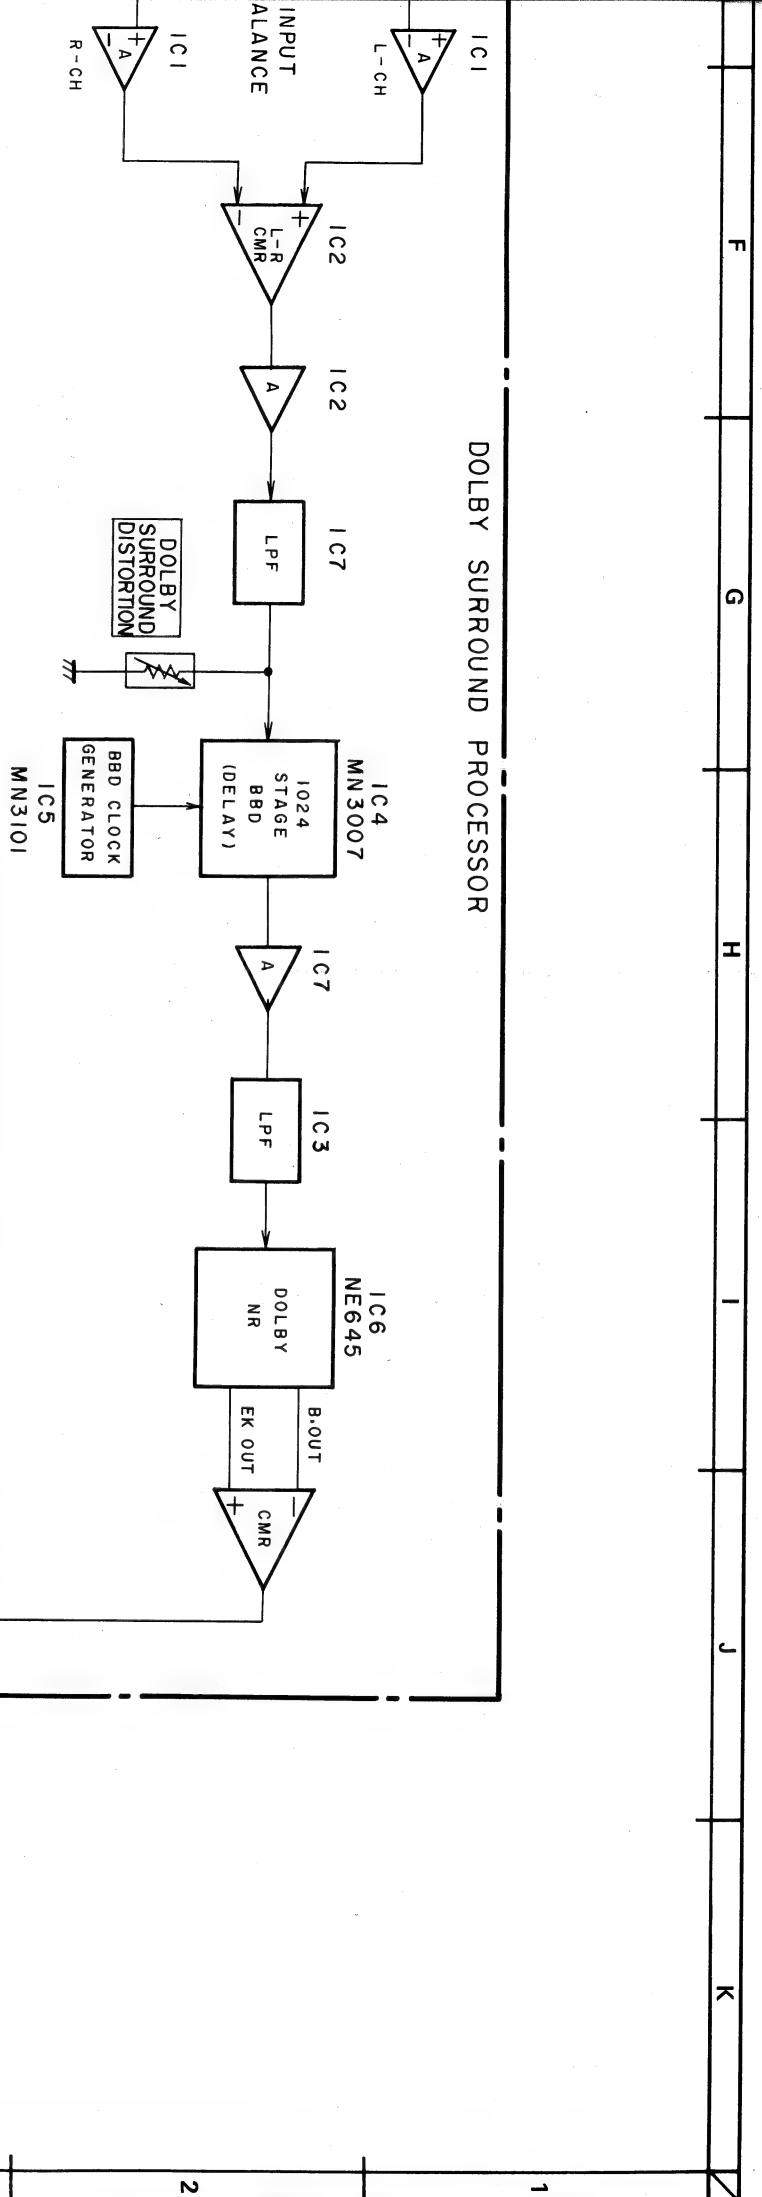 F
G
H
I
J
K
1
2
DOLBY SURROUND PROCESSOR
IC1
+
-
A
L-CH
INPUT
ALANCE
IC1
+
-
A
R-CH
IC2
+
-
L-R
CMR
IC2
A
IC7
LPF
DOLBY
SURROUND
DISTORTION
IC4
MN3007
1024
STAGE
BBD
(DELAY)
BBD CLOCK
GENERATOR
IC5
MN3101
IC7
A
IC3
LPF
IC6
NE645
DOLBY
NR
B.OUT
EK OUT
-
+
CMR